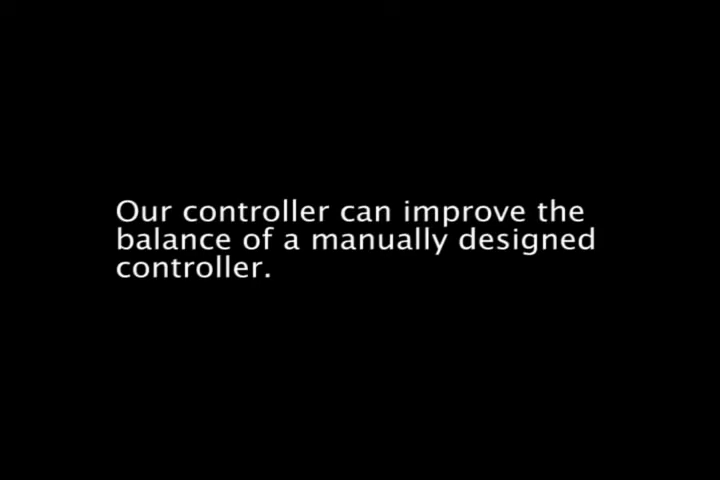 Our controller can improve the
balance of a manually designed
controller.